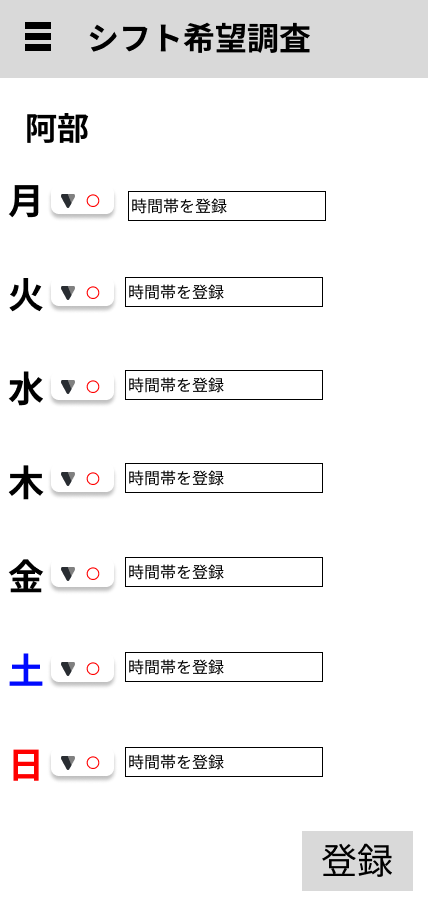 シフト希望調査
阿部
月 ▼ ○ 時間帯を登録
火 ▼ ○ 時間帯を登録
水 ▼ ○ 時間帯を登録
木 ▼ ○ 時間帯を登録
金 ▼ ○ 時間帯を登録
土 ▼ ○ 時間帯を登録
日 ▼ ○ 時間帯を登録
登録